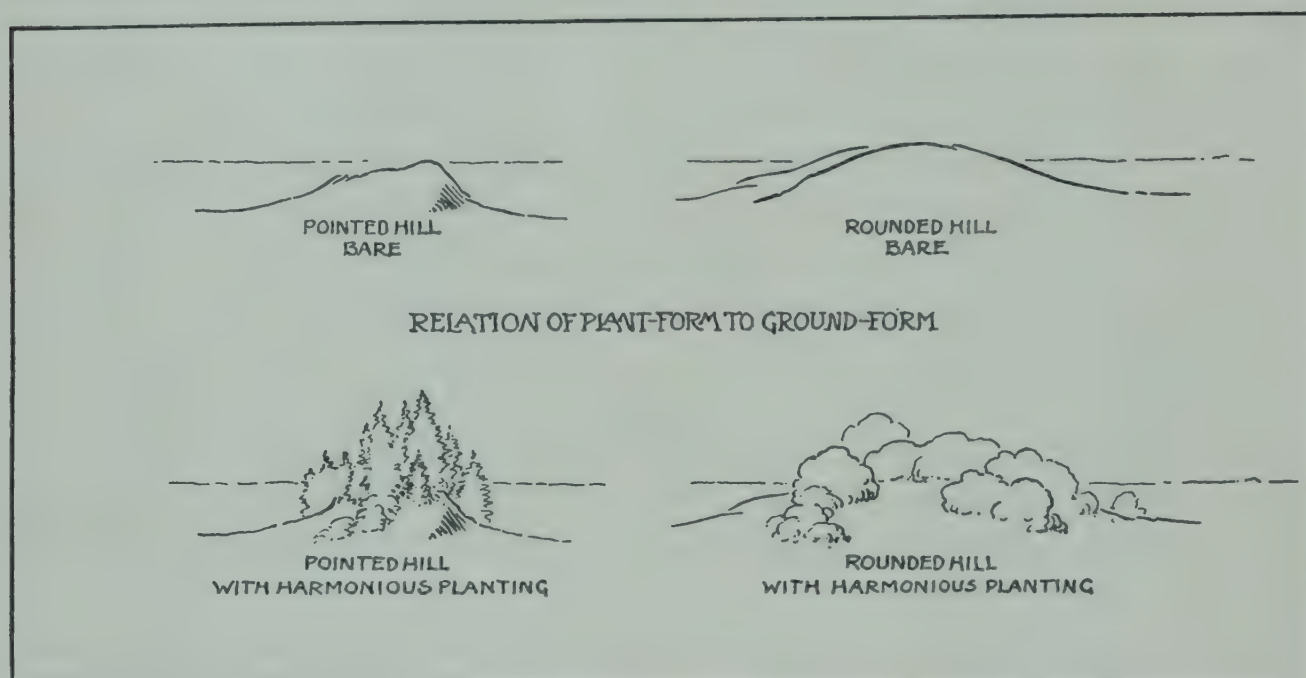 POINTED HILL
BARE
ROUNDED HILL
BARE
RELATION OF PLANT-FORM TO GROUND-FORM
POINTED HILL
WITH HARMONIOUS PLANTING
ROUNDED HILL
WITH HARMONIOUS PLANTING